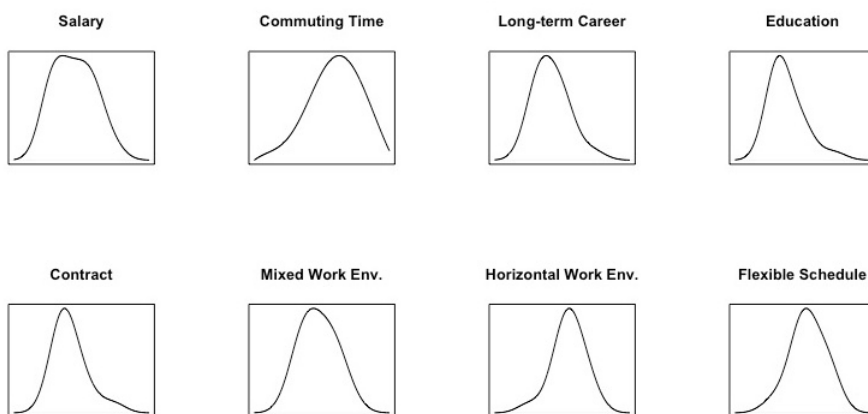 Salary
Commuting Time
Long-term Career
Education
Contract
Mixed Work Env.
Horizontal Work Env.
Flexible Schedule